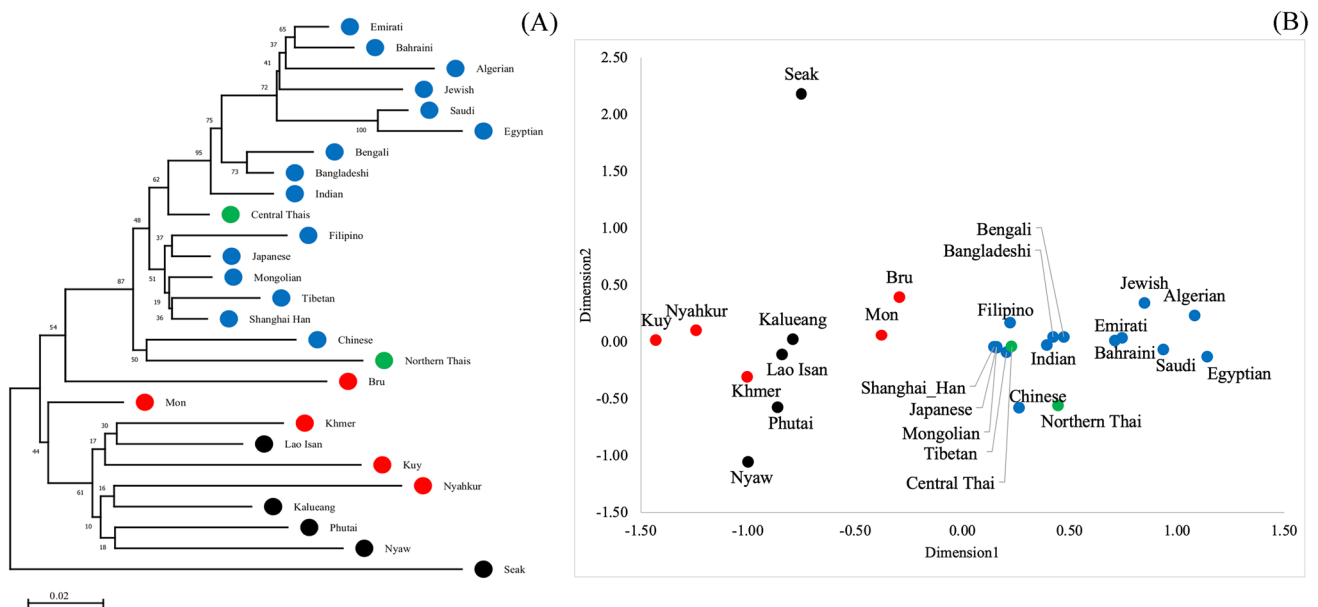 (A)
65
Emirati
37
Bahraini
41
Algerian
72
Jewish
Saudi
100
Egyptian
75
Bengali
95
73
Bangladeshi
Indian
62
Central Thais
48
37
Filipino
Japanese
51
Mongolian
19
Tibetan
36
Shanghai Han
87
Chinese
50
Northern Thais
54
Bru
Mon
44
30
Khmer
17
Lao Isan
61
Kuy
16
Nyahkur
Kalueang
10
Phutai
18
Nyaw
Seak
0.02
(B)
2.50
2.00
1.50
1.00
0.50
0.00
-0.50
-1.00
-1.50
Dimension2
Seak
Bengali
Bangladeshi
Bru
Jewish
Algerian
Kuy
Nyahkur
Kalueang
Mon
Filipino
Emirati
Lao Isan
Indian
Bahraini
Saudi
Egyptian
Khmer
Shanghai_Han
Phutai
Japanese
Chinese
Mongolian
Northern Thai
Tibetan
Nyaw
Central Thai
-1.50
-1.00
-0.50
0.00
0.50
1.00
1.50
Dimension1